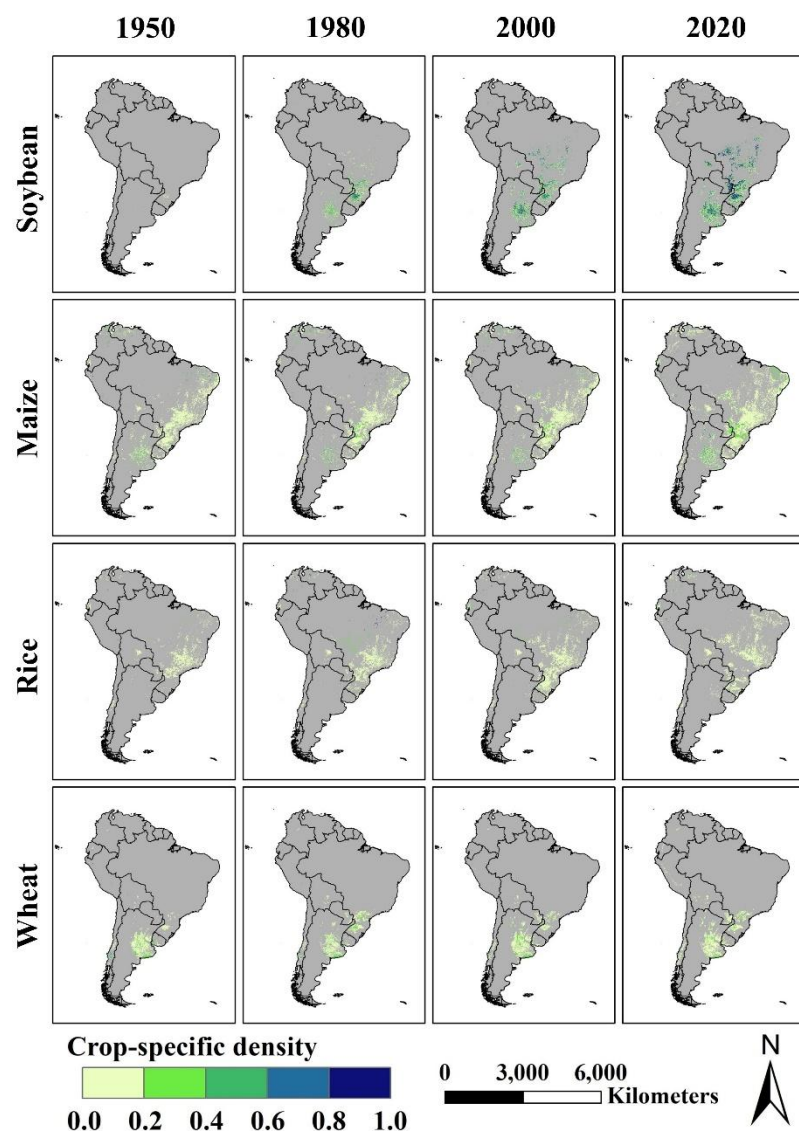 1950 1980 2000 2020
Soybean
Maize
Rice
Wheat
Crop-specific density
0.0 0.2 0.4 0.6 0.8 1.0
0 3,000 6,000
Kilometers
N